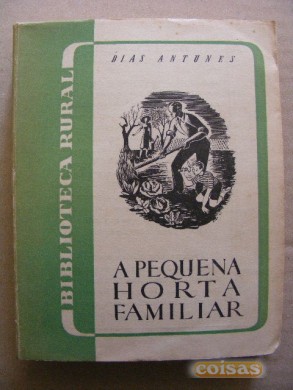 DIAS ANTUNES
BIBLIOTECA RURAL
A PEQUENA
HORTA
FAMILIAR
coisas